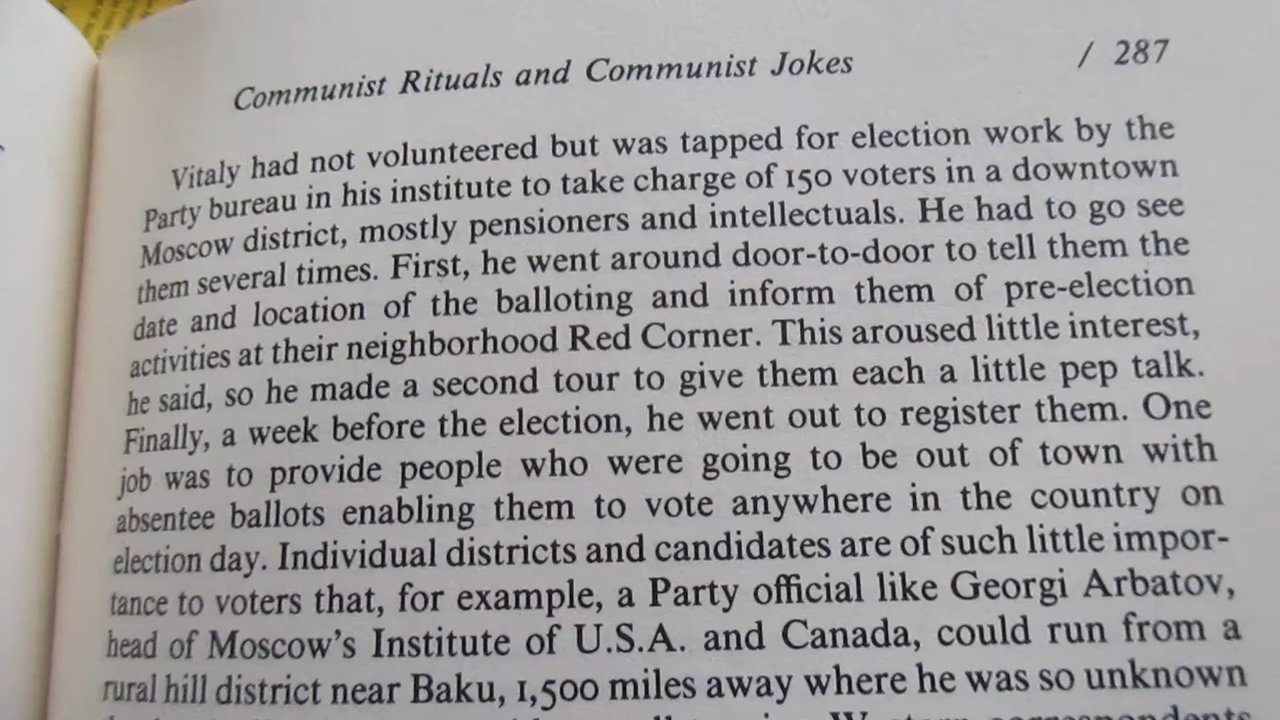 Communist Rituals and Communist Jokes / 287
Vitaly had not volunteered but was tapped for election work by the
Party bureau in his institute to take charge of 150 voters in a downtown
Moscow district, mostly pensioners and intellectuals. He had to go see
them several times. First, he went around door-to-door to tell them the
date and location of the balloting and inform them of pre-election
activities at their neighborhood Red Corner. This aroused little interest,
he said, so he made a second tour to give them each a little pep talk.
Finally, a week before the election, he went out to register them. One
job was to provide people who were going to be out of town with
absentee ballots enabling them to vote anywhere in the country on
election day. Individual districts and candidates are of such little impor-
tance to voters that, for example, a Party official like Georgi Arbatov,
head of Moscow's Institute of U.S.A. and Canada, could run from a
rural hill district near Baku, 1,500 miles away where he was so unknown